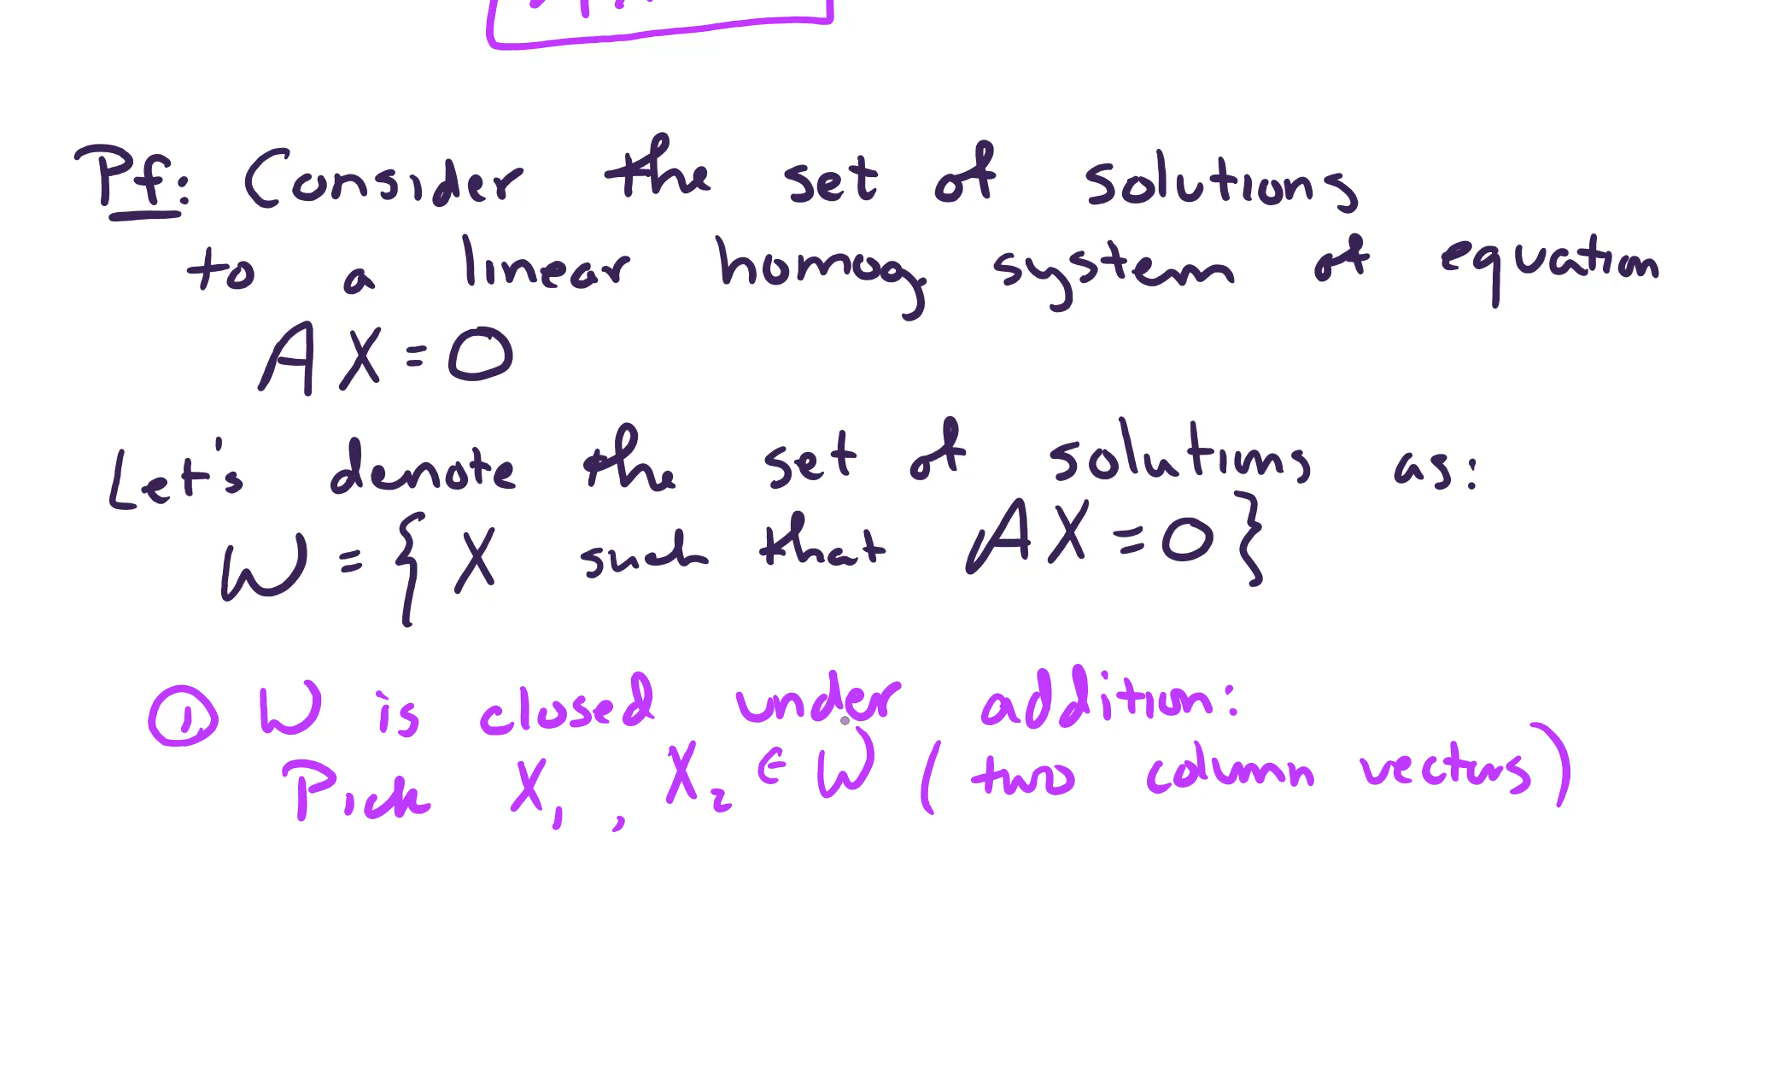 Pf: Consider the set of solutions
to a linear homog system of equation
AX=0
Let's denote the set of solutions as:
W={X such that AX=0}
① W is closed under addition:
Pick X₁, X₂ ∈ W (two column vectors)